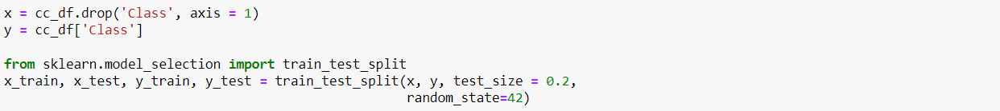 x = cc_df.drop('Class', axis = 1)
y = cc_df['Class']
from sklearn.model_selection import train_test_split
x_train, x_test, y_train, y_test = train_test_split(x, y, test_size = 0.2,
random_state=42)